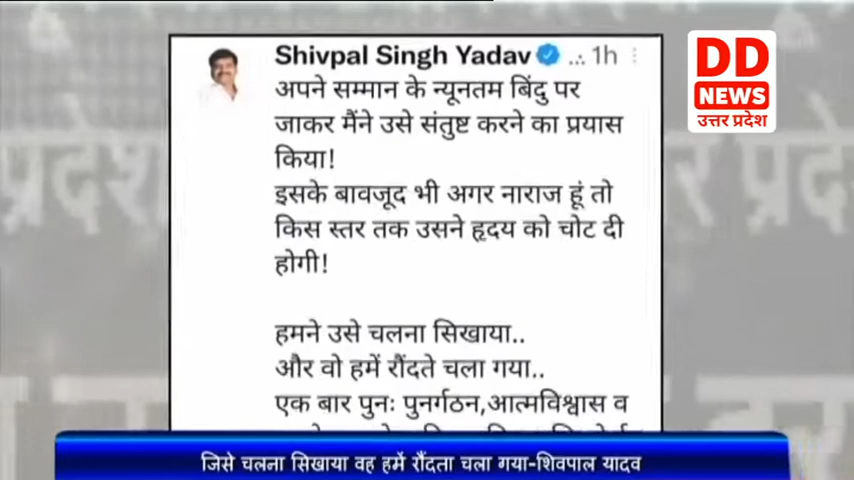 Shivpal Singh Yadav ... 1h
DD
NEWS
उत्तर प्रदेश
अपने सम्मान के न्यूनतम बिंदु पर
जाकर मैंने उसे संतुष्ट करने का प्रयास
किया!
इसके बावजूद भी अगर नाराज हूं तो
किस स्तर तक उसने हृदय को चोट दी
होगी!
हमने उसे चलना सिखाया..
और वो हमें रौंदते चला गया..
एक बार पुनः पुनर्गठन,आत्मविश्वास व
जिसे चलना सिखाया वह हमें रौंदता चला गया-शिवपाल यादव